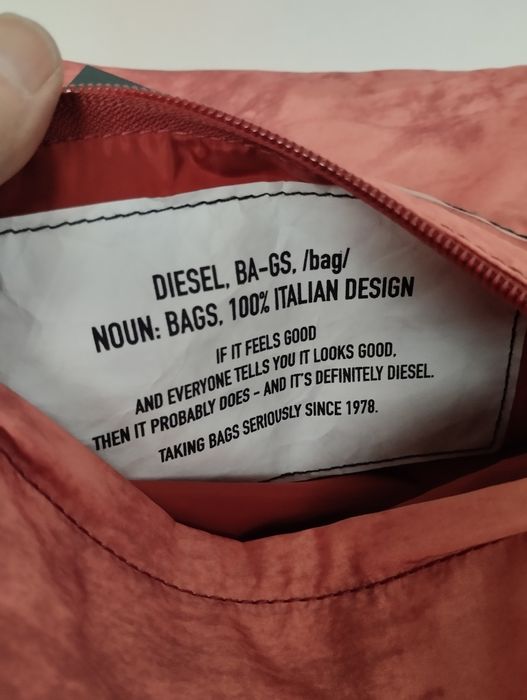 DIESEL, BA-GS, /bag/
NOUN: BAGS, 100% ITALIAN DESIGN
IF IT FEELS GOOD
AND EVERYONE TELLS YOU IT LOOKS GOOD,
THEN IT PROBABLY DOES - AND IT'S DEFINITELY DIESEL.
TAKING BAGS SERIOUSLY SINCE 1978.